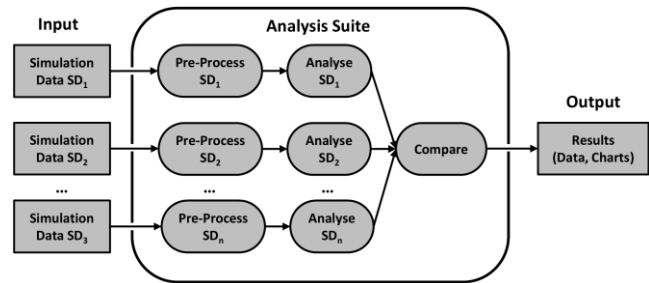 Input
Analysis Suite
Simulation
Data SD₁
Pre-Process
SD₁
Analyse
SD₁
Output
Simulation
Data SD₂
Pre-Process
SD₂
Analyse
SD₂
Compare
Results
(Data, Charts)
...
...
...
Simulation
Data SD₃
Pre-Process
SDₙ
Analyse
SDₙ